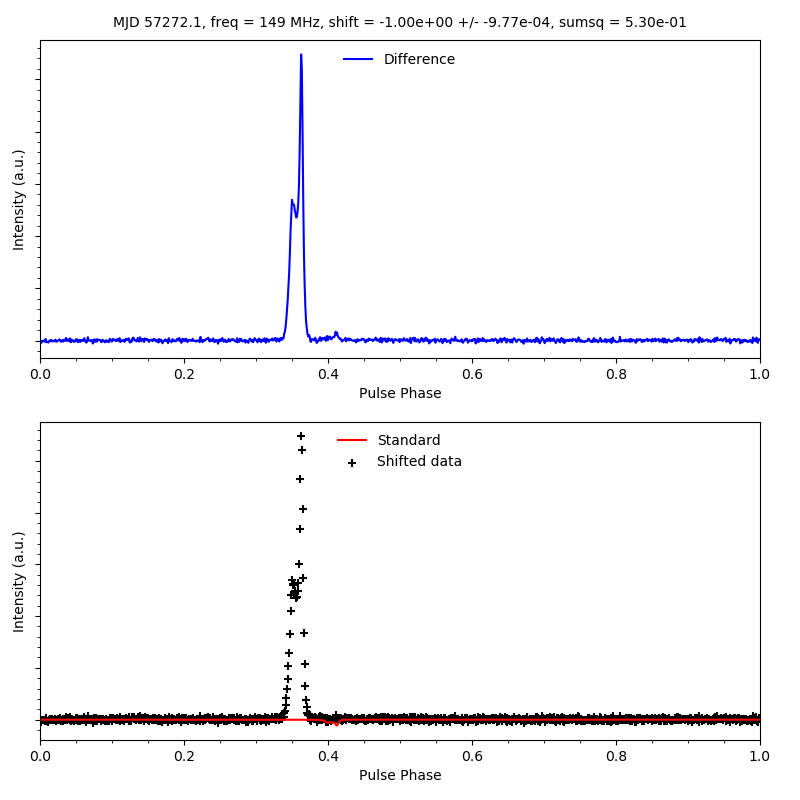 MJD 57272.1, freq = 149 MHz, shift = -1.00e+00 +/- -9.77e-04, sumsq = 5.30e-01
Difference
Intensity (a.u.)
0.0 0.2 0.4 0.6 0.8 1.0
Pulse Phase
Standard
Shifted data
Intensity (a.u.)
0.0 0.2 0.4 0.6 0.8 1.0
Pulse Phase